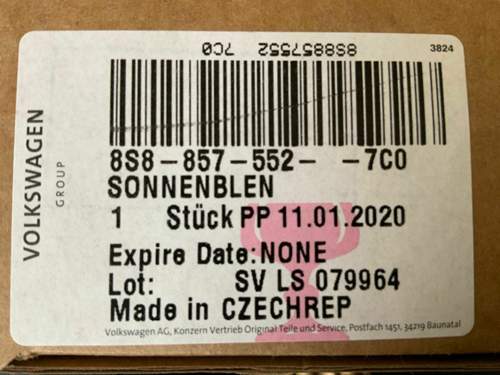 8S8857552 7C0
3824
VOLKSWAGEN
GROUP
8S8-857-552- -7C0
SONNENBLEN
1 Stück PP 11.01.2020
Expire Date:NONE
Lot: SV LS 079964
Made in CZECHREP
Volkswagen AG, Konzern Vertrieb Original Teile und Service, Postfach 1451, 34219 Baunatal